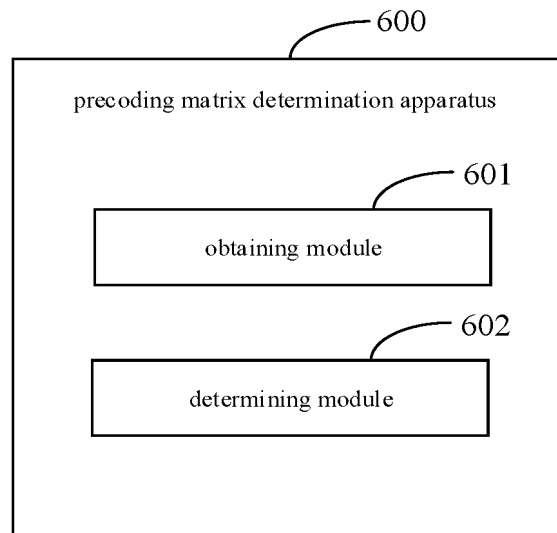 600
precoding matrix determination apparatus
601
obtaining module
602
determining module